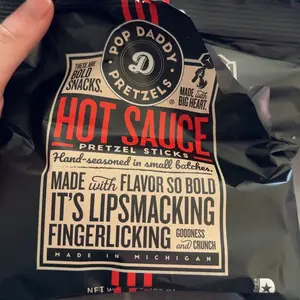 POP DADDY
D
PRETZELS
THESE ARE
BOLD
SNACKS.
MADE with
BIG HEART.
HOT SAUCE
PRETZEL STICKS
Hand-seasoned in small batches.
MADE with FLAVOR SO BOLD
IT'S LIPSMACKING
FINGERLICKING GOODNESS
and CRUNCH
MADE IN MICHIGAN
NET